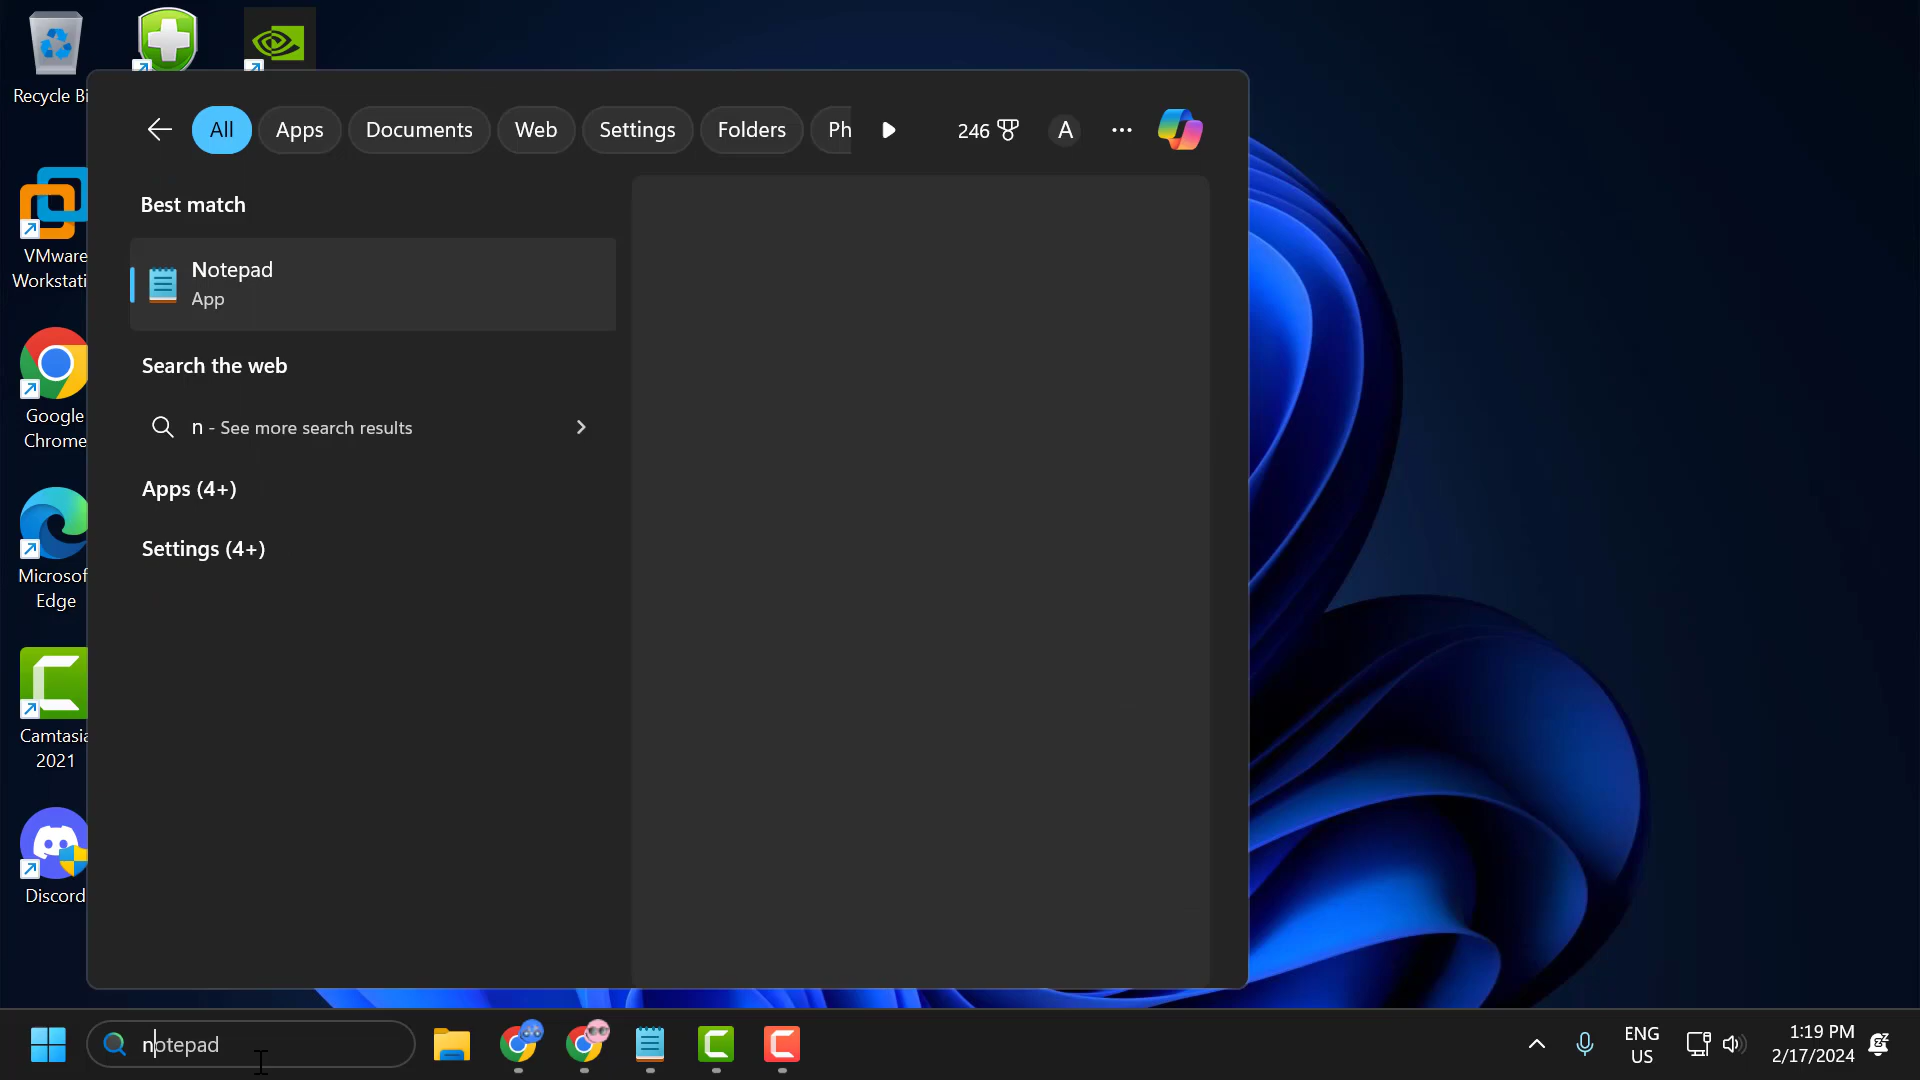 Recycle Bi
All
Apps
Documents
Web
Settings
Folders
Ph
246
A
Best match
Notepad
App
Search the web
n - See more search results
Apps (4+)
Settings (4+)
VMware
Workstati
Google
Chrome
Microsof
Edge
Camtasia
2021
Discord
notepad
ENG
US
1:19 PM
2/17/2024